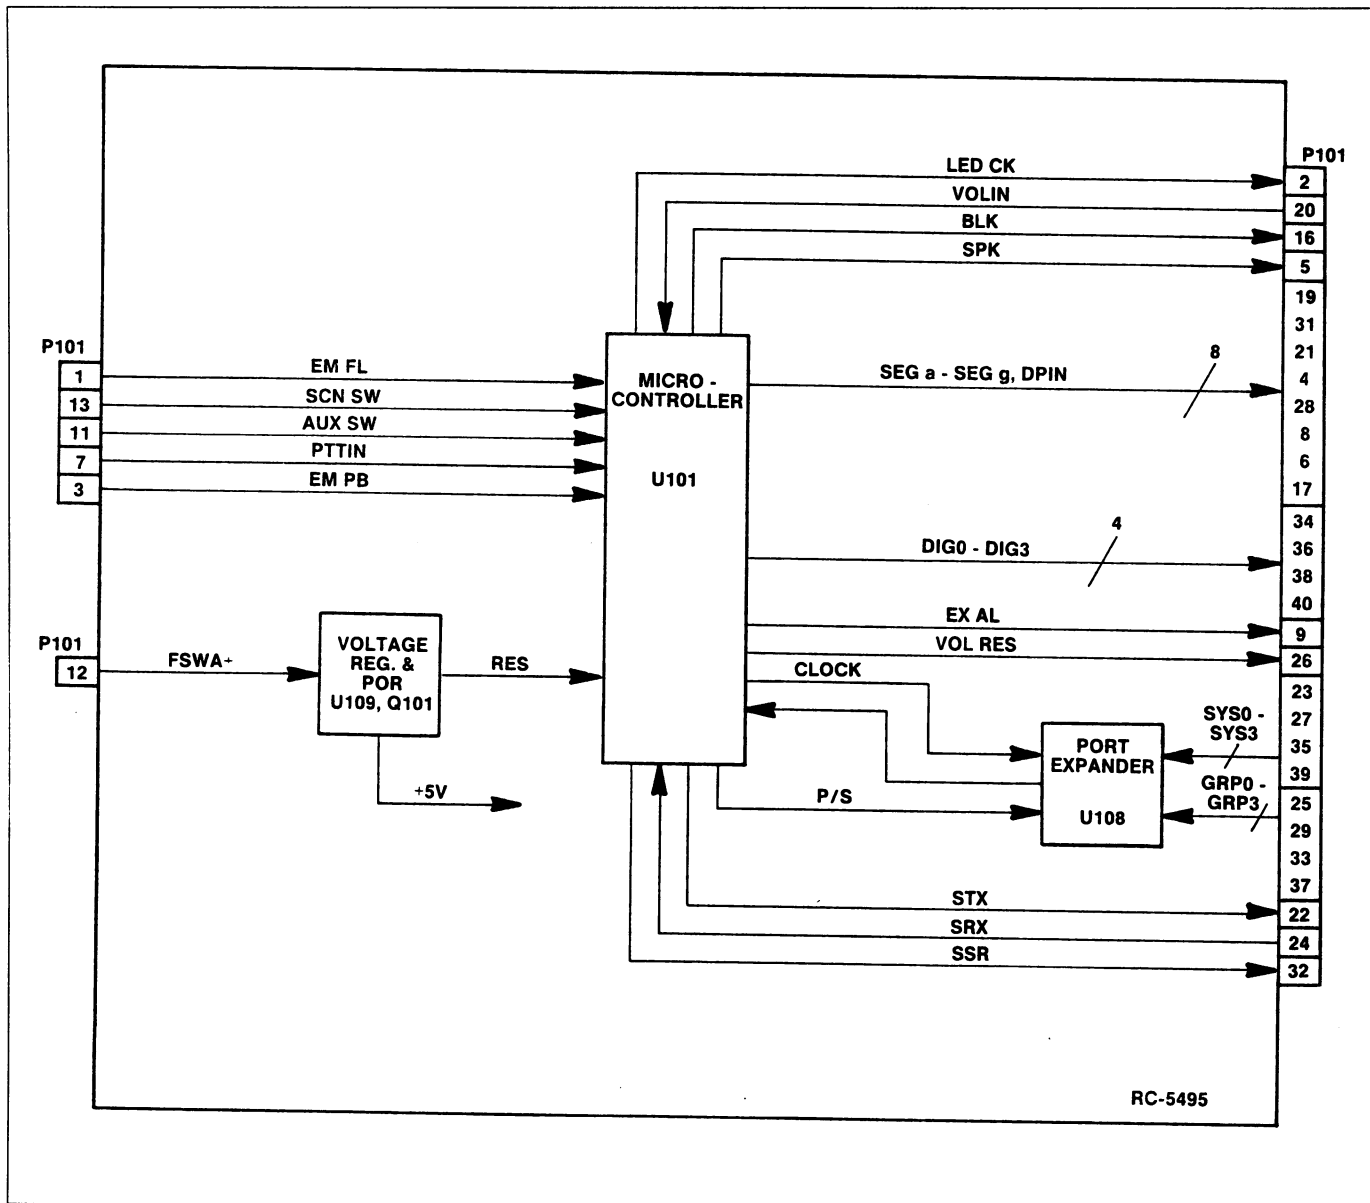 P101
LED CK
2
VOLIN
20
BLK
16
SPK
5
19
31
21
4
28
8
6
17
8
SEG a - SEG g, DPIN
P101
1
EM FL
13
SCN SW
11
AUX SW
7
PTTIN
3
EM PB
MICRO -
CONTROLLER
U101
4
DIG0 - DIG3
34
36
38
40
EX AL
9
VOL RES
26
P101
12
FSWA+
VOLTAGE
REG. &
POR
U109, Q101
RES
+5V
CLOCK
P/S
PORT
EXPANDER
U108
SYS0 -
SYS3
GRP0 -
GRP3
23
27
35
39
25
29
33
37
STX
22
SRX
24
SSR
32
RC-5495